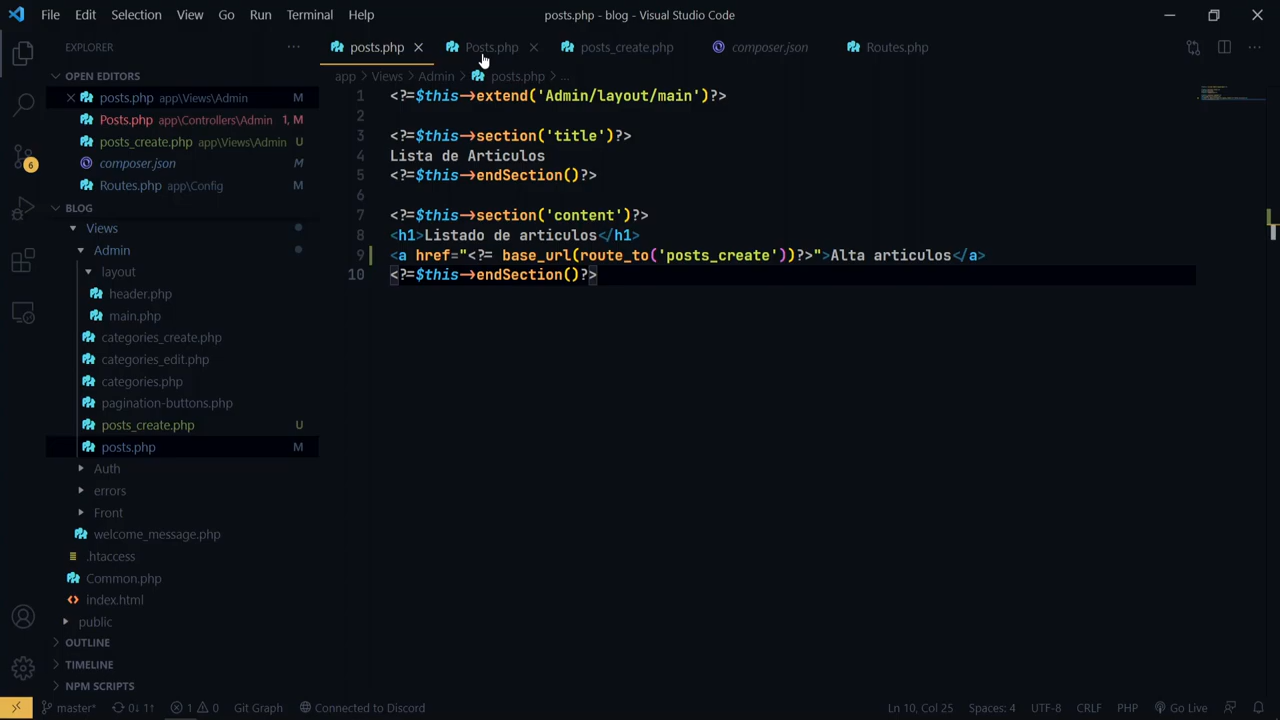 File Edit Selection View Go Run Terminal Help posts.php - blog - Visual Studio Code
EXPLORER ...
posts.php Posts.php posts_create.php composer.json Routes.php ...
OPEN EDITORS
app > Views > Admin > posts.php > ...
posts.php app\Views\Admin M
Posts.php app\Controllers\Admin 1, M
posts_create.php app\Views\Admin U
composer.json M
Routes.php app\Config M
BLOG
Views
Admin
layout
header.php
main.php
categories_create.php
categories_edit.php
categories.php
pagination-buttons.php
posts_create.php U
posts.php M
Auth
errors
Front
welcome_message.php
.htaccess
Common.php
index.html
public
OUTLINE
TIMELINE
NPM SCRIPTS
6
1 <?=$this->extend('Admin/layout/main')?>
2
3 <?=$this->section('title')?>
4 Lista de Articulos
5 <?=$this->endSection()?>
6
7 <?=$this->section('content')?>
8 <h1>Listado de articulos</h1>
9 <a href="<?= base_url(route_to('posts_create'))?>">Alta articulos</a>
10 <?=$this->endSection()?>
master* 0↓ 1↑ 1 0 Git Graph Connected to Discord Ln 10, Col 25 Spaces: 4 UTF-8 CRLF PHP Go Live